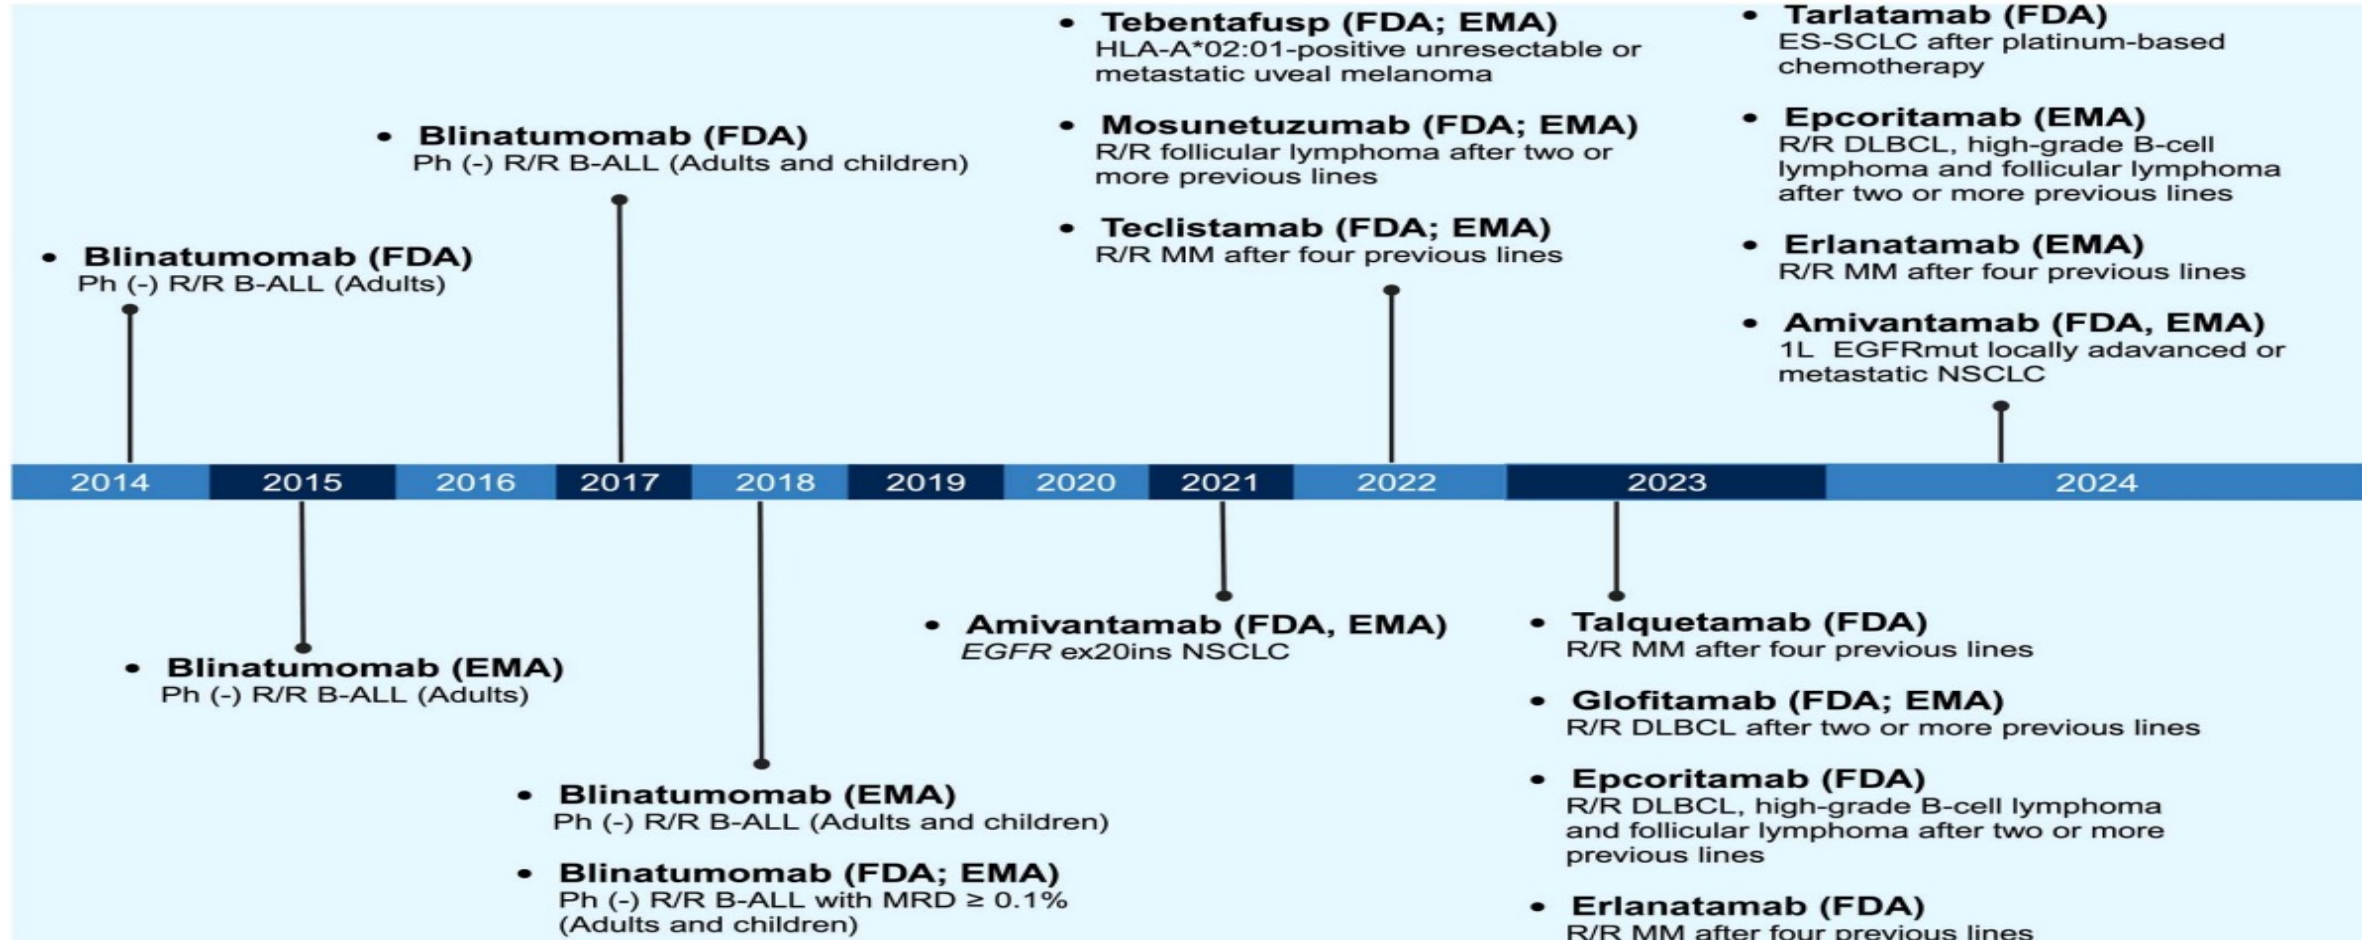 • Tebentafusp (FDA; EMA)
HLA-A*02:01-positive unresectable or
metastatic uveal melanoma
• Mosunetuzumab (FDA; EMA)
R/R follicular lymphoma after two or
more previous lines
• Teclistamab (FDA; EMA)
R/R MM after four previous lines
• Tarlatamab (FDA)
ES-SCLC after platinum-based
chemotherapy
• Epcoritamab (EMA)
R/R DLBCL, high-grade B-cell
lymphoma and follicular lymphoma
after two or more previous lines
• Erlanatamab (EMA)
R/R MM after four previous lines
• Amivantamab (FDA, EMA)
1L EGFRmut locally adavanced or
metastatic NSCLC
• Blinatumomab (FDA)
Ph (-) R/R B-ALL (Adults and children)
• Blinatumomab (FDA)
Ph (-) R/R B-ALL (Adults)
2014 2015 2016 2017 2018 2019 2020 2021 2022 2023 2024
• Blinatumomab (EMA)
Ph (-) R/R B-ALL (Adults)
• Blinatumomab (EMA)
Ph (-) R/R B-ALL (Adults and children)
• Blinatumomab (FDA; EMA)
Ph (-) R/R B-ALL with MRD ≥ 0.1%
(Adults and children)
• Amivantamab (FDA, EMA)
EGFR ex20ins NSCLC
• Talquetamab (FDA)
R/R MM after four previous lines
• Glofitamab (FDA; EMA)
R/R DLBCL after two or more previous lines
• Epcoritamab (FDA)
R/R DLBCL, high-grade B-cell lymphoma
and follicular lymphoma after two or more
previous lines
• Erlanatamab (FDA)
R/R MM after four previous lines